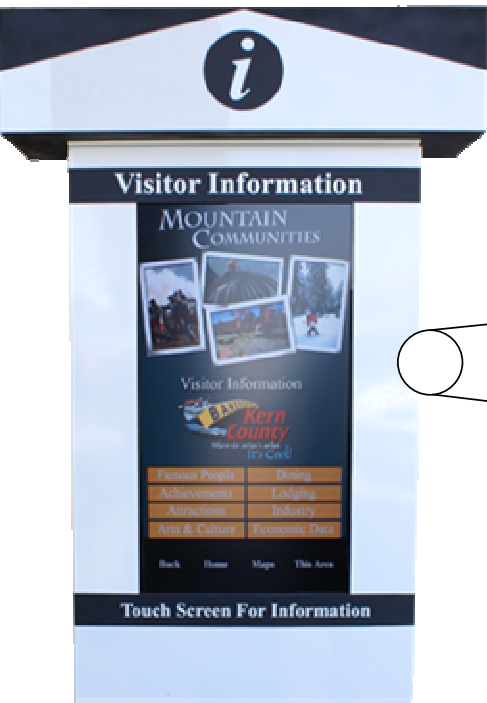 i
Visitor Information
MOUNTAIN
COMMUNITIES
Visitor Information
Kern
County
It's Cool!
Famous People Dining
Achievements Lodging
Attractions Industry
Arts & Culture Economic Data
Back Home Maps This Area
Touch Screen For Information